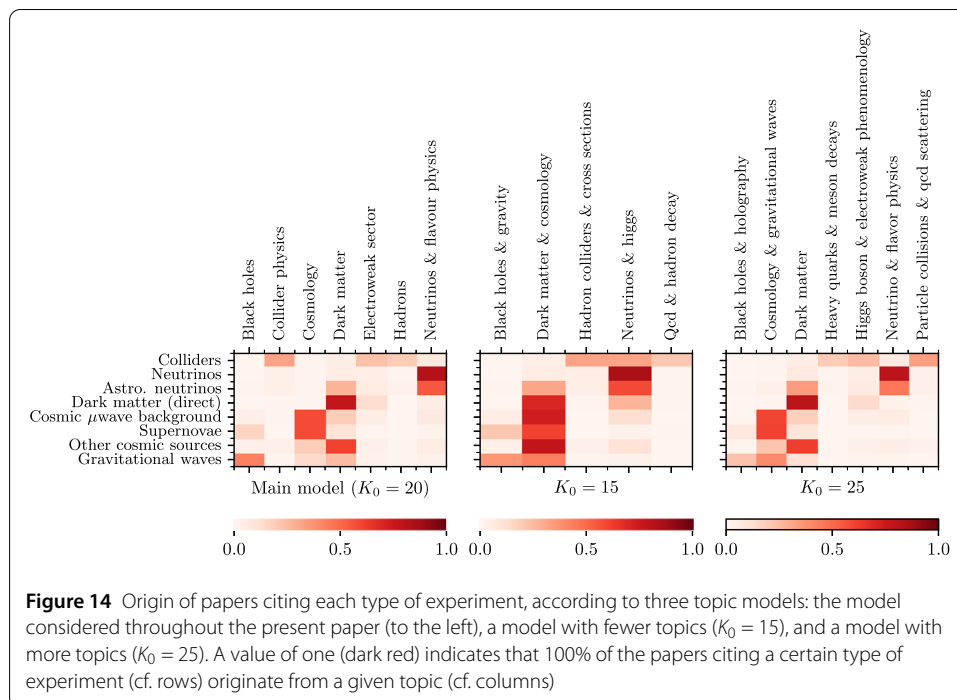 Black holes
Collider physics
Cosmology
Dark matter
Electroweak sector
Hadrons
Neutrinos & flavour physics
Black holes & gravity
Dark matter & cosmology
Hadron colliders & cross sections
Neutrinos & higgs
Qcd & hadron decay
Black holes & holography
Cosmology & gravitational waves
Dark matter
Heavy quarks & meson decays
Higgs boson & electroweak phenomenology
Neutrino & flavor physics
Particle collisions & qcd scattering
Colliders
Neutrinos
Astro. neutrinos
Dark matter (direct)
Cosmic μwave background
Supernovae
Other cosmic sources
Gravitational waves
Main model (K₀ = 20)
K₀ = 15
K₀ = 25
0.0 0.5 1.0
0.0 0.5 1.0
0.0 0.5 1.0
Figure 14 Origin of papers citing each type of experiment, according to three topic models: the model
considered throughout the present paper (to the left), a model with fewer topics (K₀ = 15), and a model with
more topics (K₀ = 25). A value of one (dark red) indicates that 100% of the papers citing a certain type of
experiment (cf. rows) originate from a given topic (cf. columns)